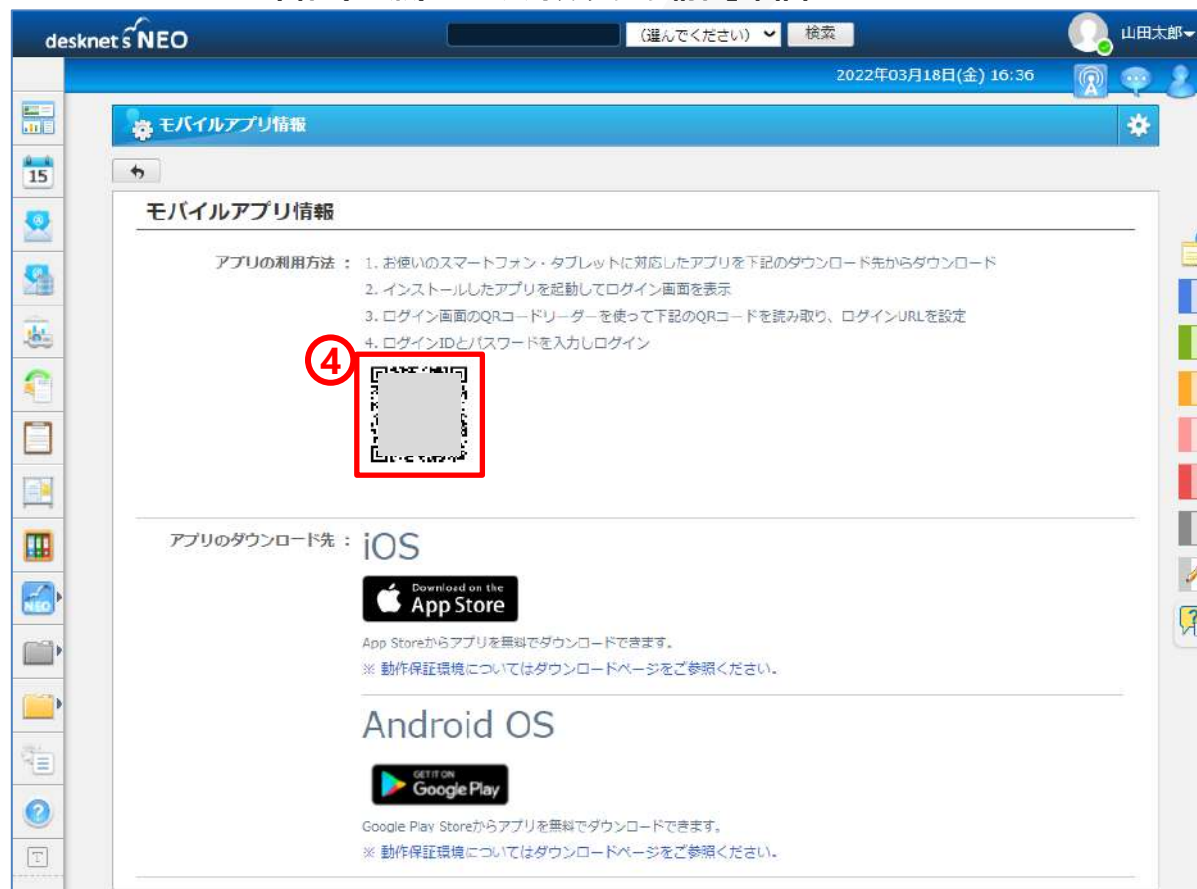 desknet's NEO
(選んでください)
検索
山田太郎
2022年03月18日(金) 16:36
モバイルアプリ情報
15
モバイルアプリ情報
アプリの利用方法 : 1. お使いのスマートフォン・タブレットに対応したアプリを下記のダウンロード先からダウンロード
2. インストールしたアプリを起動してログイン画面を表示
3. ログイン画面のQRコードリーダーを使って下記のQRコードを読み取り、ログインURLを設定
4. ログインIDとパスワードを入力しログイン
④
アプリのダウンロード先 : iOS
Download on the
App Store
App Storeからアプリを無料でダウンロードできます。
※ 動作保証環境についてはダウンロードページをご参照ください。
NEO
Android OS
GET IT ON
Google Play
Google Play Storeからアプリを無料でダウンロードできます。
※ 動作保証環境についてはダウンロードページをご参照ください。
T